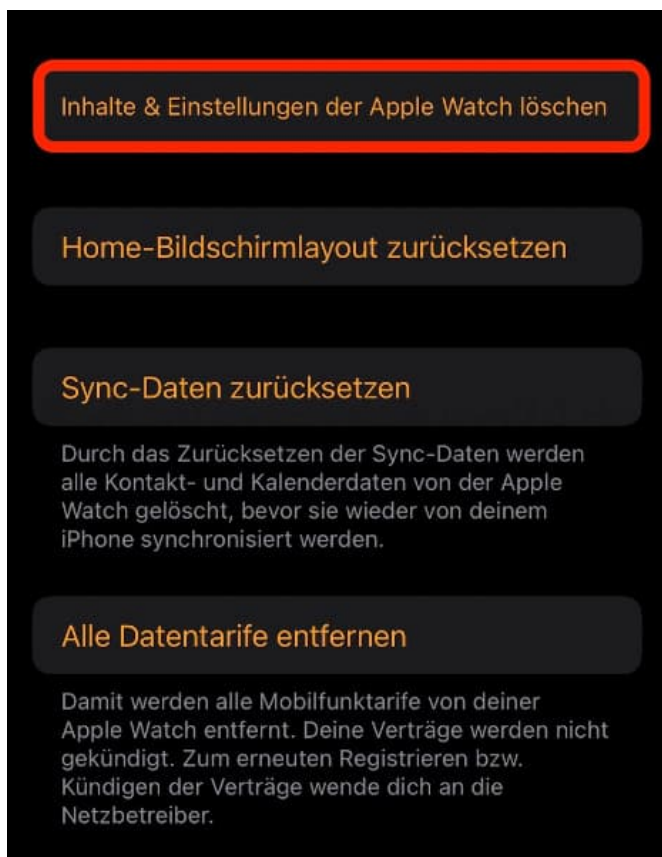 Inhalte & Einstellungen der Apple Watch löschen
Home-Bildschirmlayout zurücksetzen
Sync-Daten zurücksetzen
Durch das Zurücksetzen der Sync-Daten werden
alle Kontakt- und Kalenderdaten von der Apple
Watch gelöscht, bevor sie wieder von deinem
iPhone synchronisiert werden.
Alle Datentarife entfernen
Damit werden alle Mobilfunktarife von deiner
Apple Watch entfernt. Deine Verträge werden nicht
gekündigt. Zum erneuten Registrieren bzw.
Kündigen der Verträge wende dich an die
Netzbetreiber.